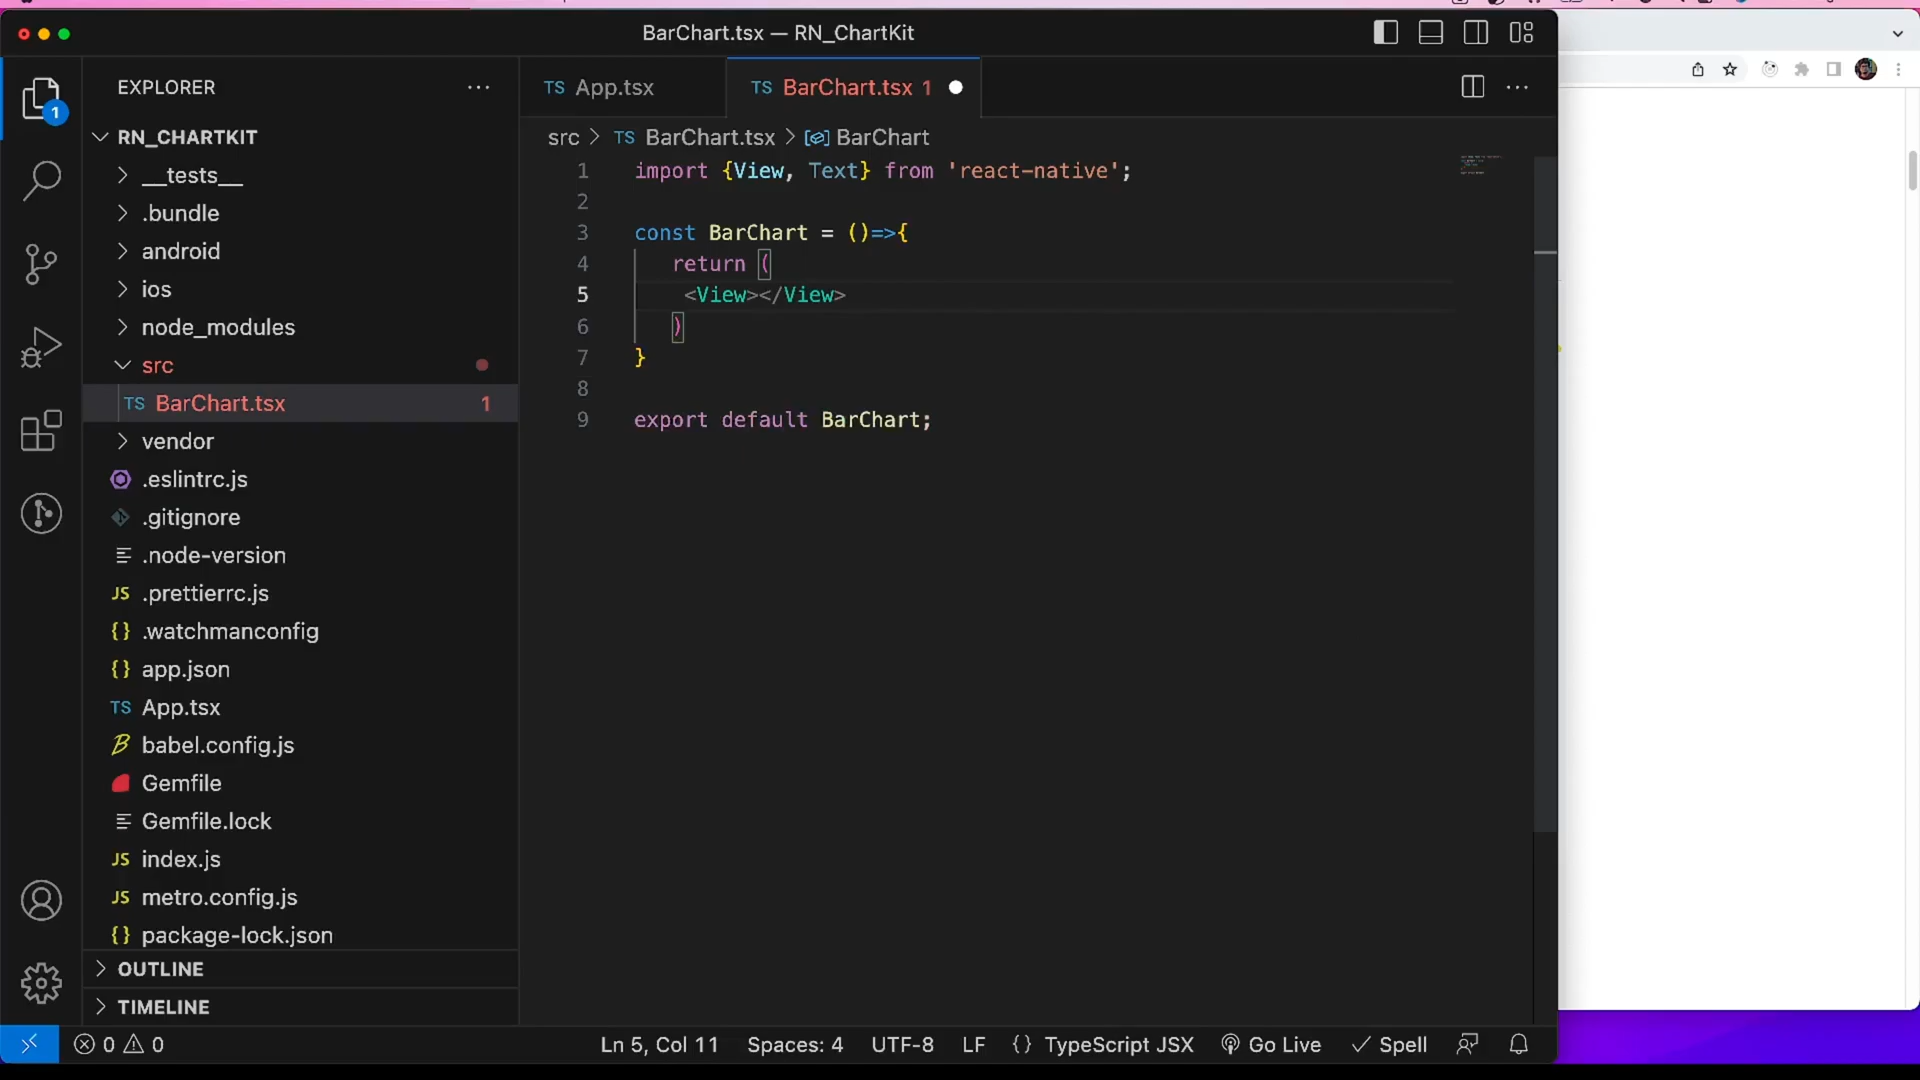 BarChart.tsx — RN_ChartKit
EXPLORER
TS App.tsx
TS BarChart.tsx 1
1
RN_CHARTKIT
src > TS BarChart.tsx > BarChart
__tests__
.bundle
android
ios
node_modules
src
TS BarChart.tsx 1
vendor
.eslintrc.js
.gitignore
.node-version
JS .prettierrc.js
{} .watchmanconfig
{} app.json
TS App.tsx
babel.config.js
Gemfile
Gemfile.lock
JS index.js
JS metro.config.js
{} package-lock.json
OUTLINE
TIMELINE
1 import {View, Text} from 'react-native';
2
3 const BarChart = ()=>{
4 return (
5 <View></View>
6 )
7 }
8
9 export default BarChart;
0 0
Ln 5, Col 11
Spaces: 4
UTF-8
LF
{} TypeScript JSX
Go Live
Spell